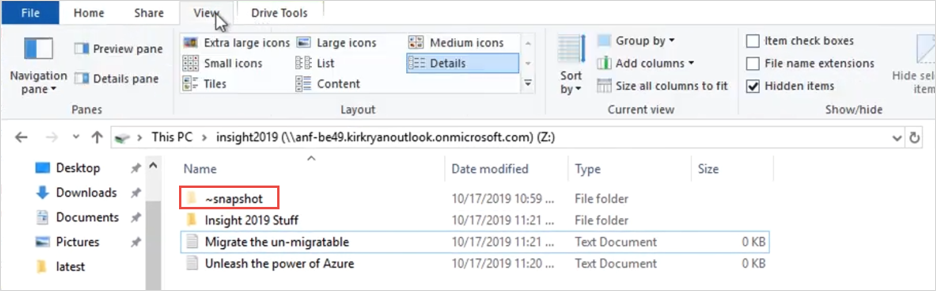 File Home Share View Drive Tools
Extra large icons Large icons Medium icons
Small icons List Details
Tiles Content
Preview pane
Details pane
Navigation
pane
Panes
Layout
Sort
by
Group by
Add columns
Size all columns to fit
Current view
Item check boxes
File name extensions
Hidden items
Hide sele
item
Show/hide
This PC insight2019 (\\anf-be49.kirkryanoutlook.onmicrosoft.com) (Z:)
Desktop
Downloads
Documents
Pictures
latest
Name Date modified Type Size
~snapshot 10/17/2019 10:59 ... File folder
Insight 2019 Stuff 10/17/2019 11:21 ... File folder
Migrate the un-migratable 10/17/2019 11:21 ... Text Document 0 KB
Unleash the power of Azure 10/17/2019 11:20 ... Text Document 0 KB